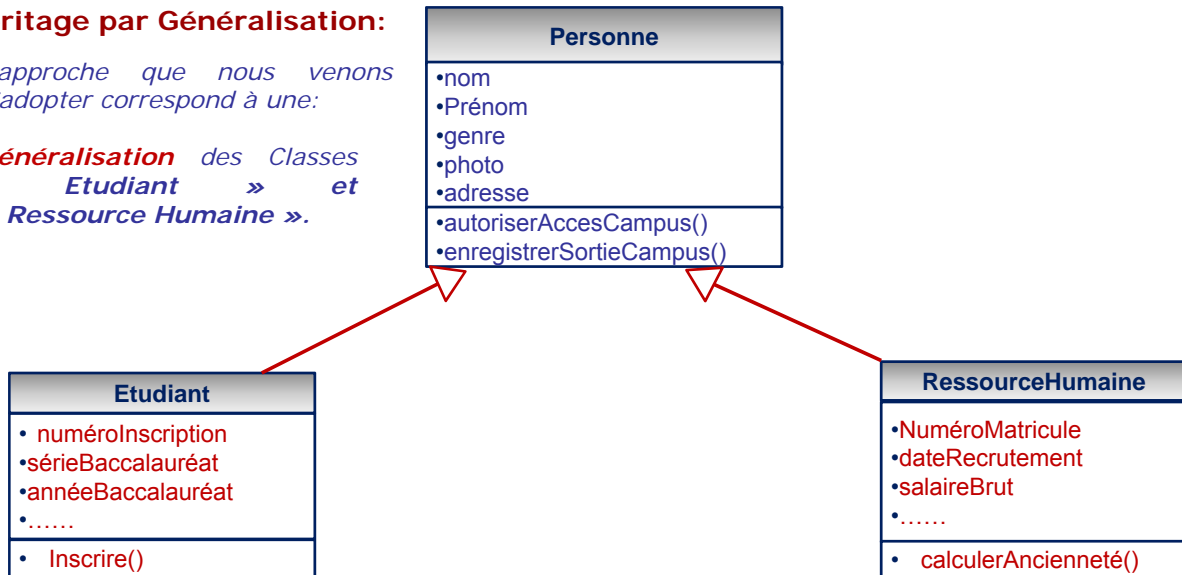 ritage par Généralisation:
approche que nous venons
'adopter correspond à une:
énéralisation des Classes
Etudiant » et
Ressource Humaine ».
Personne
•nom
•Prénom
•genre
•photo
•adresse
•autoriserAccesCampus()
•enregistrerSortieCampus()
Etudiant
• numéroInscription
•sérieBaccalauréat
•annéeBaccalauréat
•……
• Inscrire()
RessourceHumaine
•NuméroMatricule
•dateRecrutement
•salaireBrut
•……
• calculerAncienneté()